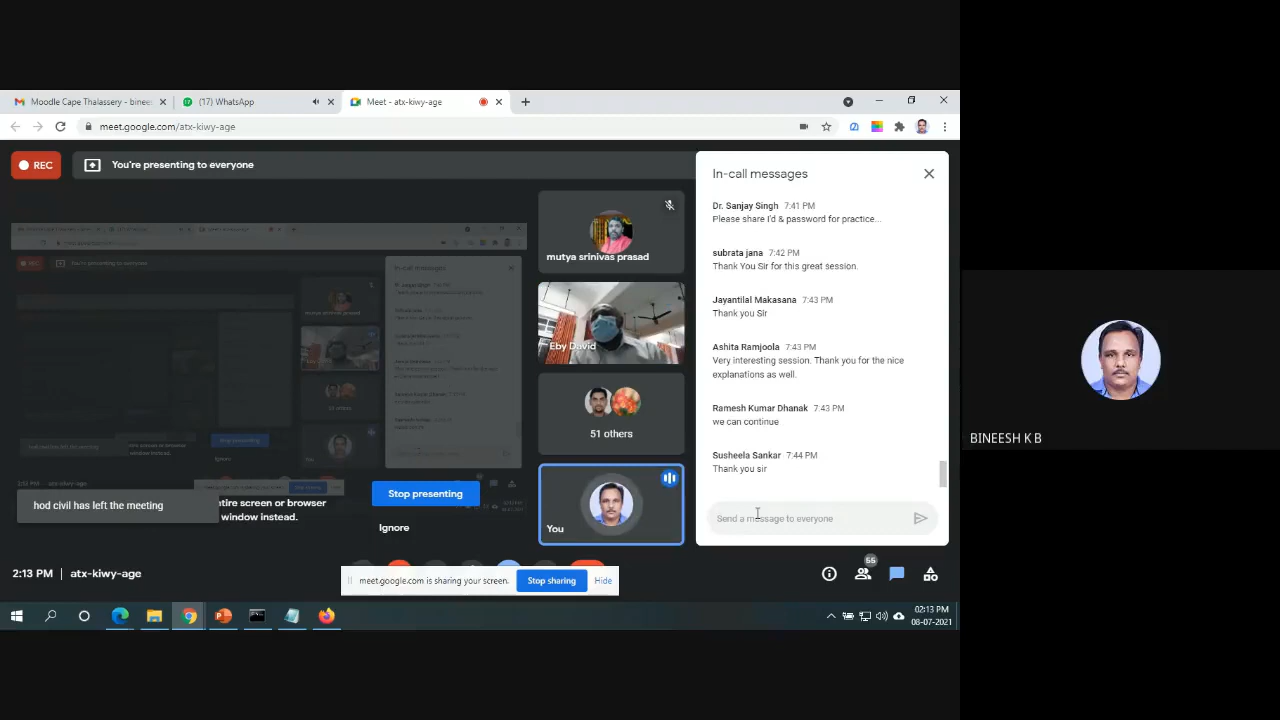 Moodle Cape Thalassery - binees
(17) WhatsApp
Meet - atx-kiwy-age
meet.google.com/atx-kiwy-age
REC
You're presenting to everyone
In-call messages
Dr. Sanjay Singh 7:41 PM
Please share I'd & password for practice...
subrata jana 7:42 PM
Thank You Sir for this great session.
Jayantilal Makasana 7:43 PM
Thank you Sir
Ashita Ramjoola 7:43 PM
Very interesting session. Thank you for the nice
explanations as well.
Ramesh Kumar Dhanak 7:43 PM
we can continue
Susheela Sankar 7:44 PM
Thank you sir
Send a message to everyone
mutya srinivas prasad
Eby David
51 others
You
hod civil has left the meeting
ntire screen or browser
window instead.
Stop presenting
Ignore
BINEESH K B
2:13 PM | atx-kiwy-age
meet.google.com is sharing your screen.
Stop sharing
Hide
55
02:13 PM
08-07-2021